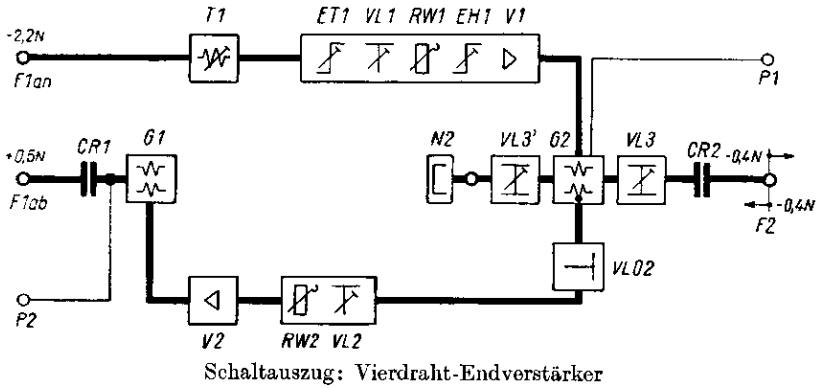 T1 ET1 VL1 RW1 EH1 V1
-2,2N
F1an
P1
+0,5N CR1 G1 N2 VL3' G2 VL3 CR2 -0,4N
F1ab
-0,4N
F2
VL02
P2
V2 RW2 VL2
Schaltauszug: Vierdraht-Endverstärker